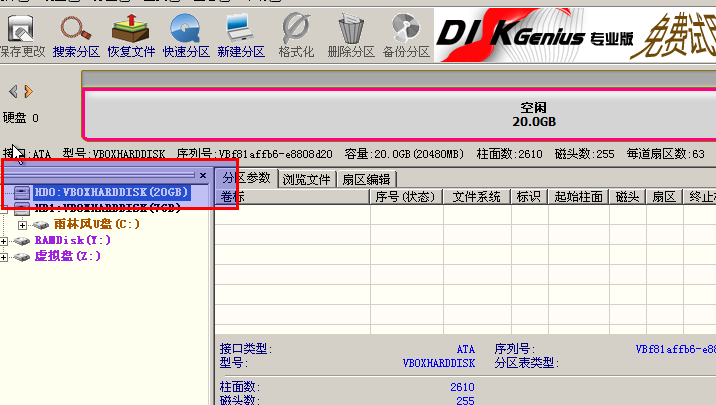 保存更改 搜索分区 恢复文件 快速分区 新建分区 格式化 删除分区 备份分区
DISKGenius 专业版 免费试
硬盘 0
空闲
20.0GB
接口:ATA 型号:VBOXHARDDISK 序列号:VBf81affb6-e8808d20 容量:20.0GB(20480MB) 柱面数:2610 磁头数:255 每道扇区数:63
分区参数 浏览文件 扇区编辑
HD0:VBOXHARDDISK(20GB)
HD1:VBOXHARDDISK(7GB)
雨林风U盘(C:)
RAMDisk(Y:)
虚拟盘(Z:)
卷标 序号(状态) 文件系统 标识 起始柱面 磁头 扇区 终止
接口类型: ATA 序列号: VBf81affb6-e88
型号: VBOXHARDDISK 分区表类型:
柱面数: 2610
磁头数: 255